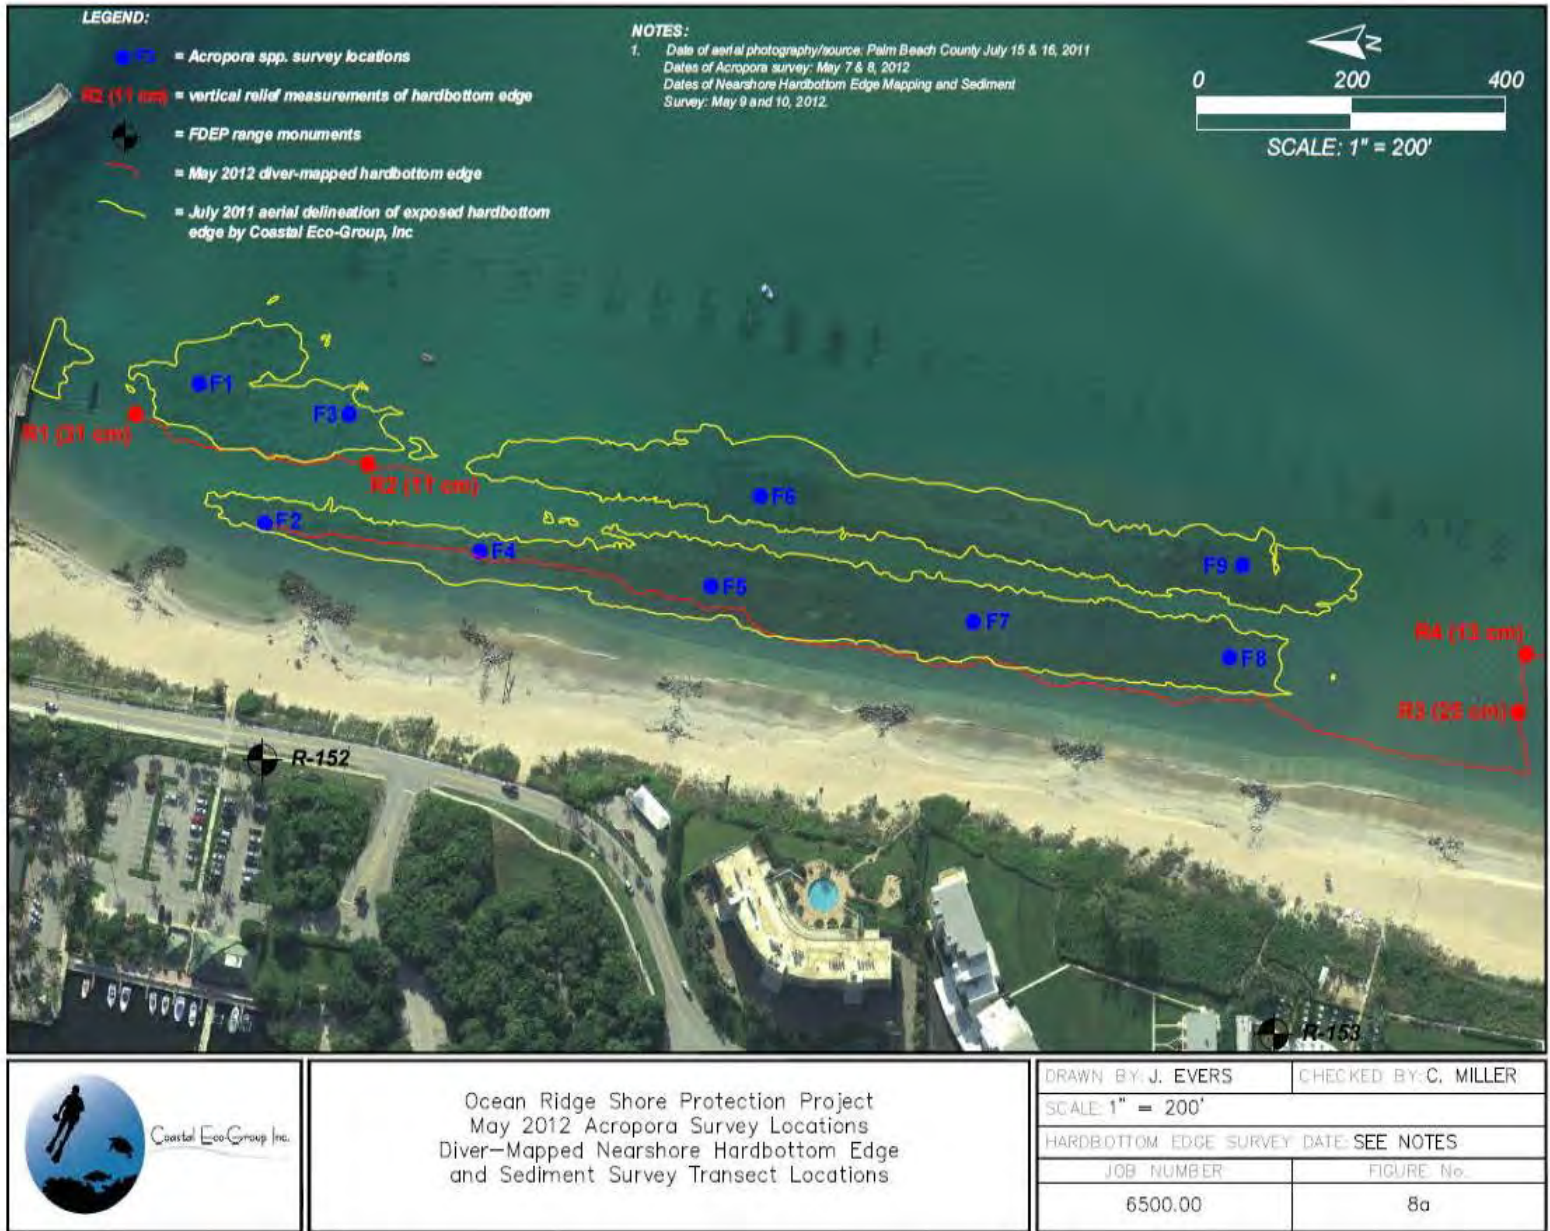 LEGEND:
F3 = Acropora spp. survey locations
R2 (11 cm) = vertical relief measurements of hardbottom edge
= FDEP range monuments
= May 2012 diver-mapped hardbottom edge
= July 2011 aerial delineation of exposed hardbottom
edge by Coastal Eco-Group, Inc
NOTES:
1. Date of aerial photography/source: Palm Beach County July 15 & 16, 2011
Dates of Acropora survey: May 7 & 8, 2012
Dates of Nearshore Hardbottom Edge Mapping and Sediment
Survey: May 9 and 10, 2012.
N
0 200 400
SCALE: 1" = 200'
F1
F3
R1 (31 cm)
R2 (11 cm)
F2
F4
F6
F5
F9
F7
F8
R4 (13 cm)
R3 (25 cm)
R-152
R-153
Coastal Eco-Group Inc.
Ocean Ridge Shore Protection Project
May 2012 Acropora Survey Locations
Diver-Mapped Nearshore Hardbottom Edge
and Sediment Survey Transect Locations
DRAWN BY: J. EVERS
CHECKED BY: C. MILLER
SCALE: 1" = 200'
HARDBOTTOM EDGE SURVEY DATE: SEE NOTES
JOB NUMBER
FIGURE No.
6500.00
8a